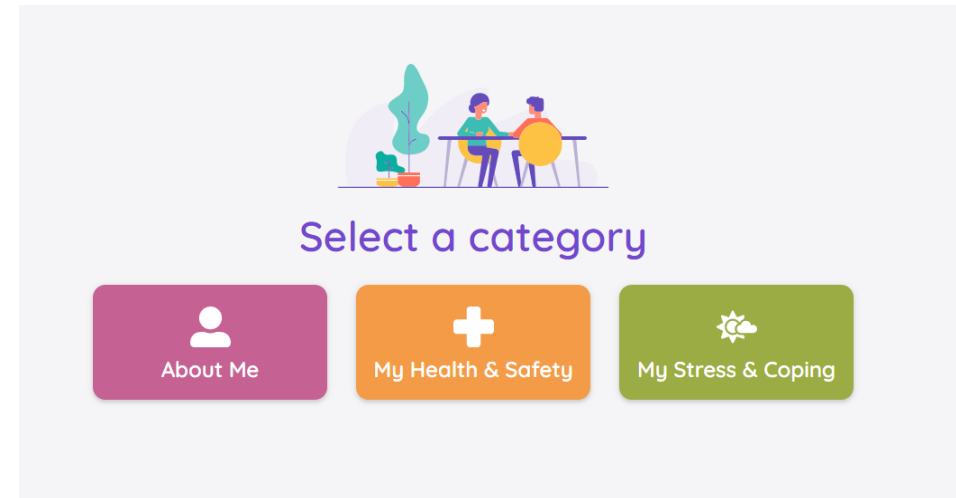 Select a category
About Me
My Health & Safety
My Stress & Coping